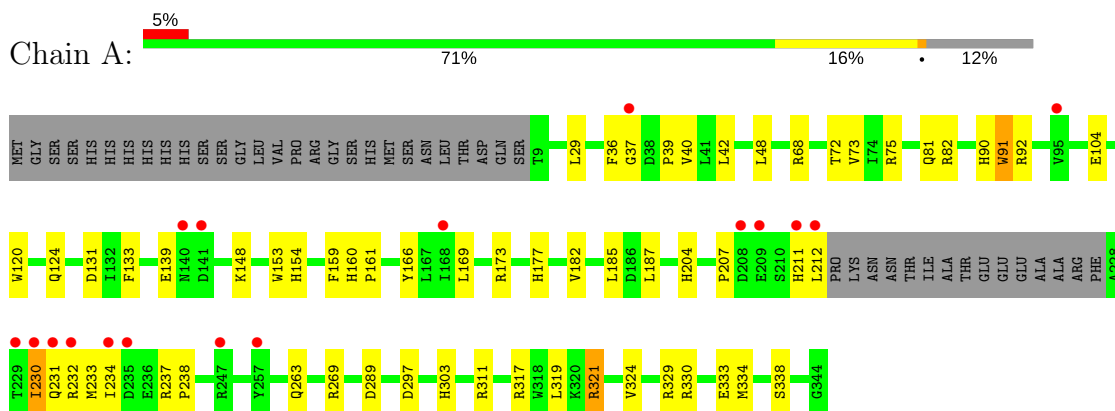 5%
Chain A:
71% 16% • 12%
MET GLY SER SER HIS HIS HIS HIS HIS HIS SER SER GLY LEU VAL PRO ARG GLY SER HIS MET SER ASN LEU THR ASP GLN SER T9 L29 F36 G37 D38 P39 V40 L41 L42 L48 R68 T72 V73 I74 R75 Q81 R82 H90 W91 R92 V95 E104
W120 Q124 D131 I132 F133 E139 N140 D141 K148 W153 H154 F159 H160 P161 Y166 L167 I168 L169 R173 H177 V182 L185 D186 L187 H204 P207 D208 E209 S210 H211 L212 PRO LYS ASN ASN THR ILE ALA THR GLU GLU GLU ALA ALA ARG PHE A228
T229 I230 Q231 R232 M233 I234 D235 E236 R237 P238 R247 Y257 Q263 R269 D289 D297 H303 R311 R317 W318 L319 K320 R321 V324 R329 R330 E333 M334 S338 G344